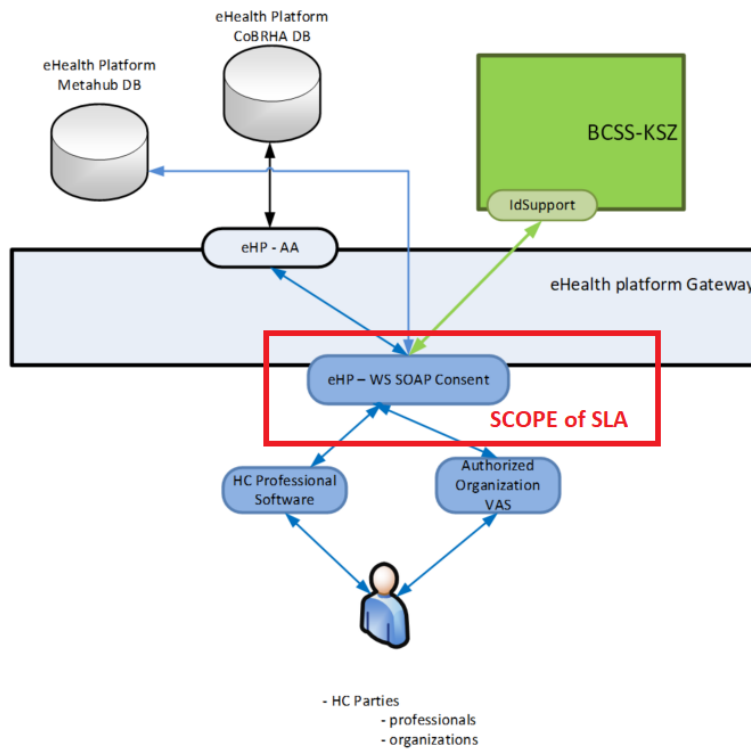 eHealth Platform
CoBRHA DB
eHealth Platform
Metahub DB
BCSS-KSZ
IdSupport
eHP - AA
eHealth platform Gateway
eHP – WS SOAP Consent
SCOPE of SLA
HC Professional
Software
Authorized
Organization
VAS
- HC Parties
- professionals
- organizations